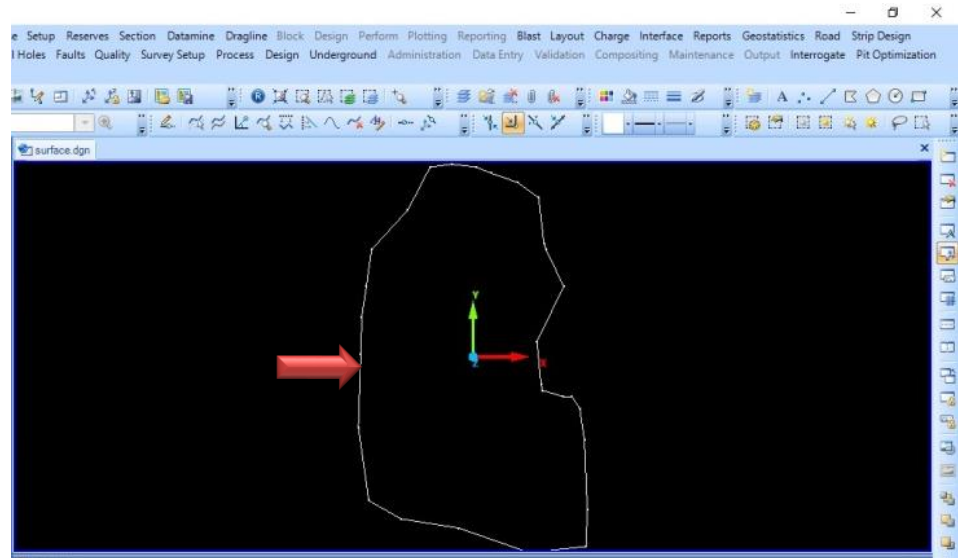 e Setup Reserves Section Datamine Dragline Block Design Perform Plotting Reporting Blast Layout Charge Interface Reports Geostatistics Road Strip Design
l Holes Faults Quality Survey Setup Process Design Underground Administration Data Entry Validation Compositing Maintenance Output Interrogate Pit Optimization
A
surface.dgn
Y
X
Z